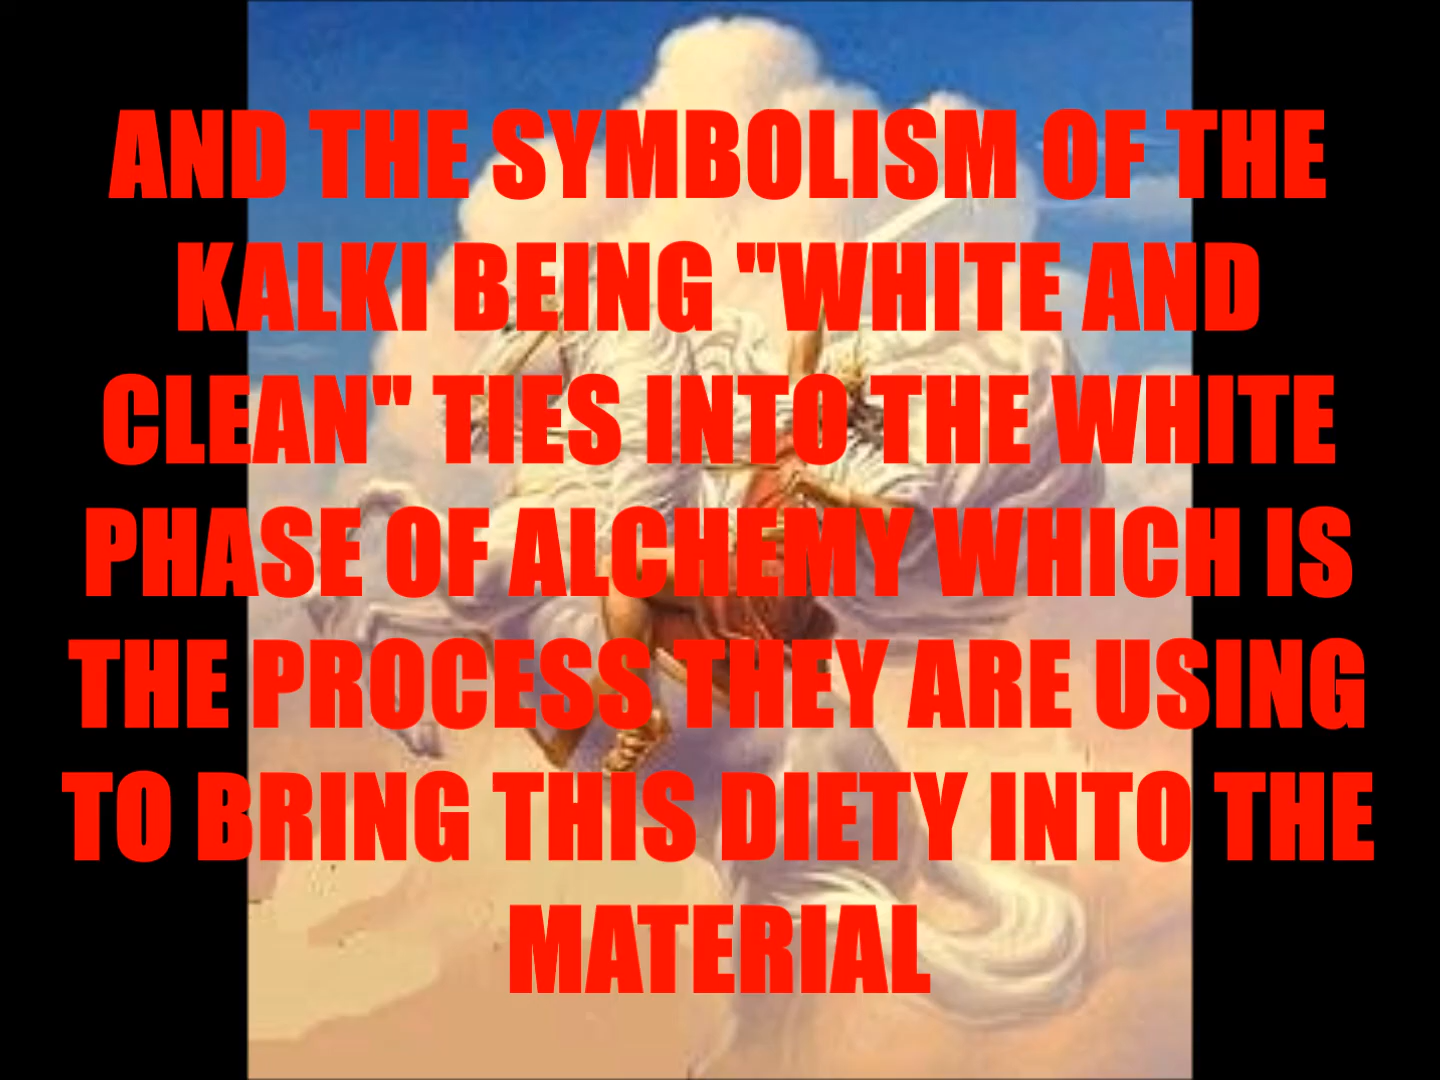 AND THE SYMBOLISM OF THE
KALKI BEING "WHITE AND
CLEAN" TIES INTO THE WHITE
PHASE OF ALCHEMY WHICH IS
THE PROCESS THEY ARE USING
TO BRING THIS DIETY INTO THE
MATERIAL